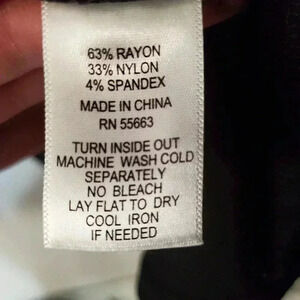 63% RAYON
33% NYLON
4% SPANDEX
MADE IN CHINA
RN 55663
TURN INSIDE OUT
MACHINE WASH COLD
SEPARATELY
NO BLEACH
LAY FLAT TO DRY
COOL IRON
IF NEEDED